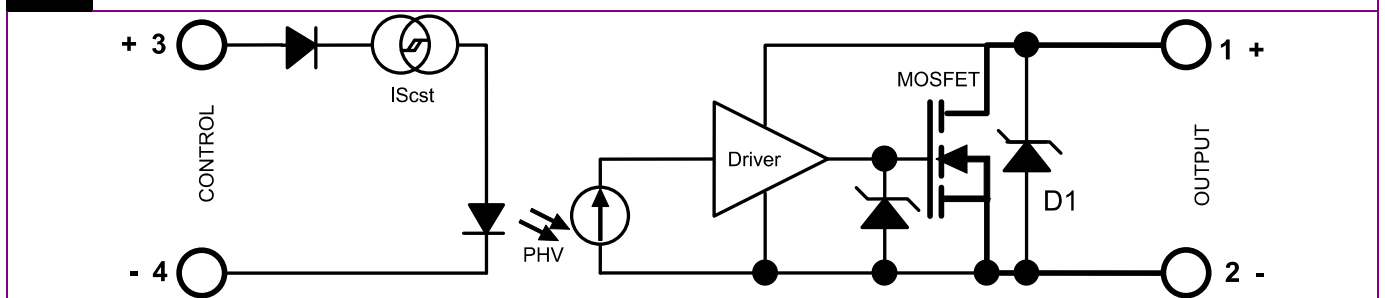 + 3
IScst
CONTROL
- 4
PHV
Driver
MOSFET
D1
1 +
OUTPUT
2 -